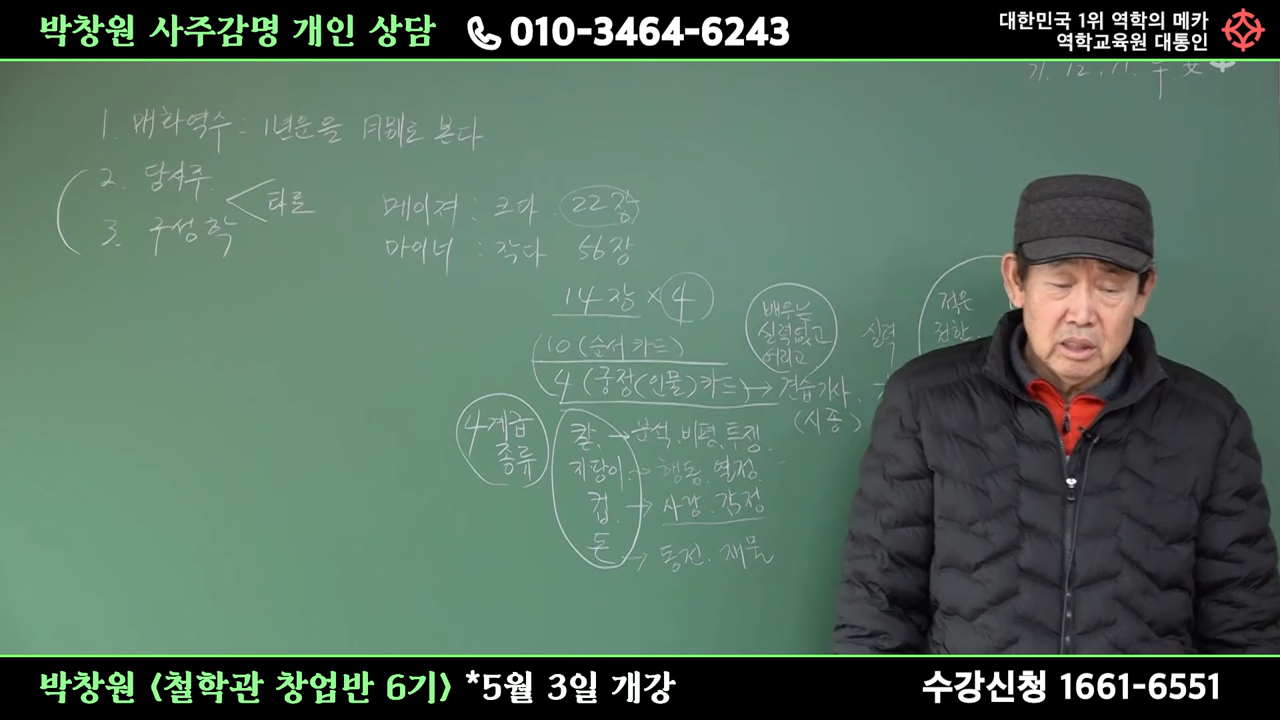 박창원 사주감명 개인 상담 010-3464-6243
대한민국 1위 역학의 메카
역학교육원 대통인
1. 매화역수 : 1년운을 月별로 본다
2. 당사주
3. 구성학
타로
메이져 : 크다 22장
마이너 : 작다 56장
14장 × 4
10 (순서카드)
4 (궁정(인물)카드) → 견습기사
(시종)
배우는
실력없고
어리고
실력
적은
4계급
종류
칼 → 분석.비평.투쟁
지팡이 → 행동.열정
컵 → 사랑.감정
돈 → 동전.재물
박창원 <철학관 창업반 6기> *5월 3일 개강
수강신청 1661-6551